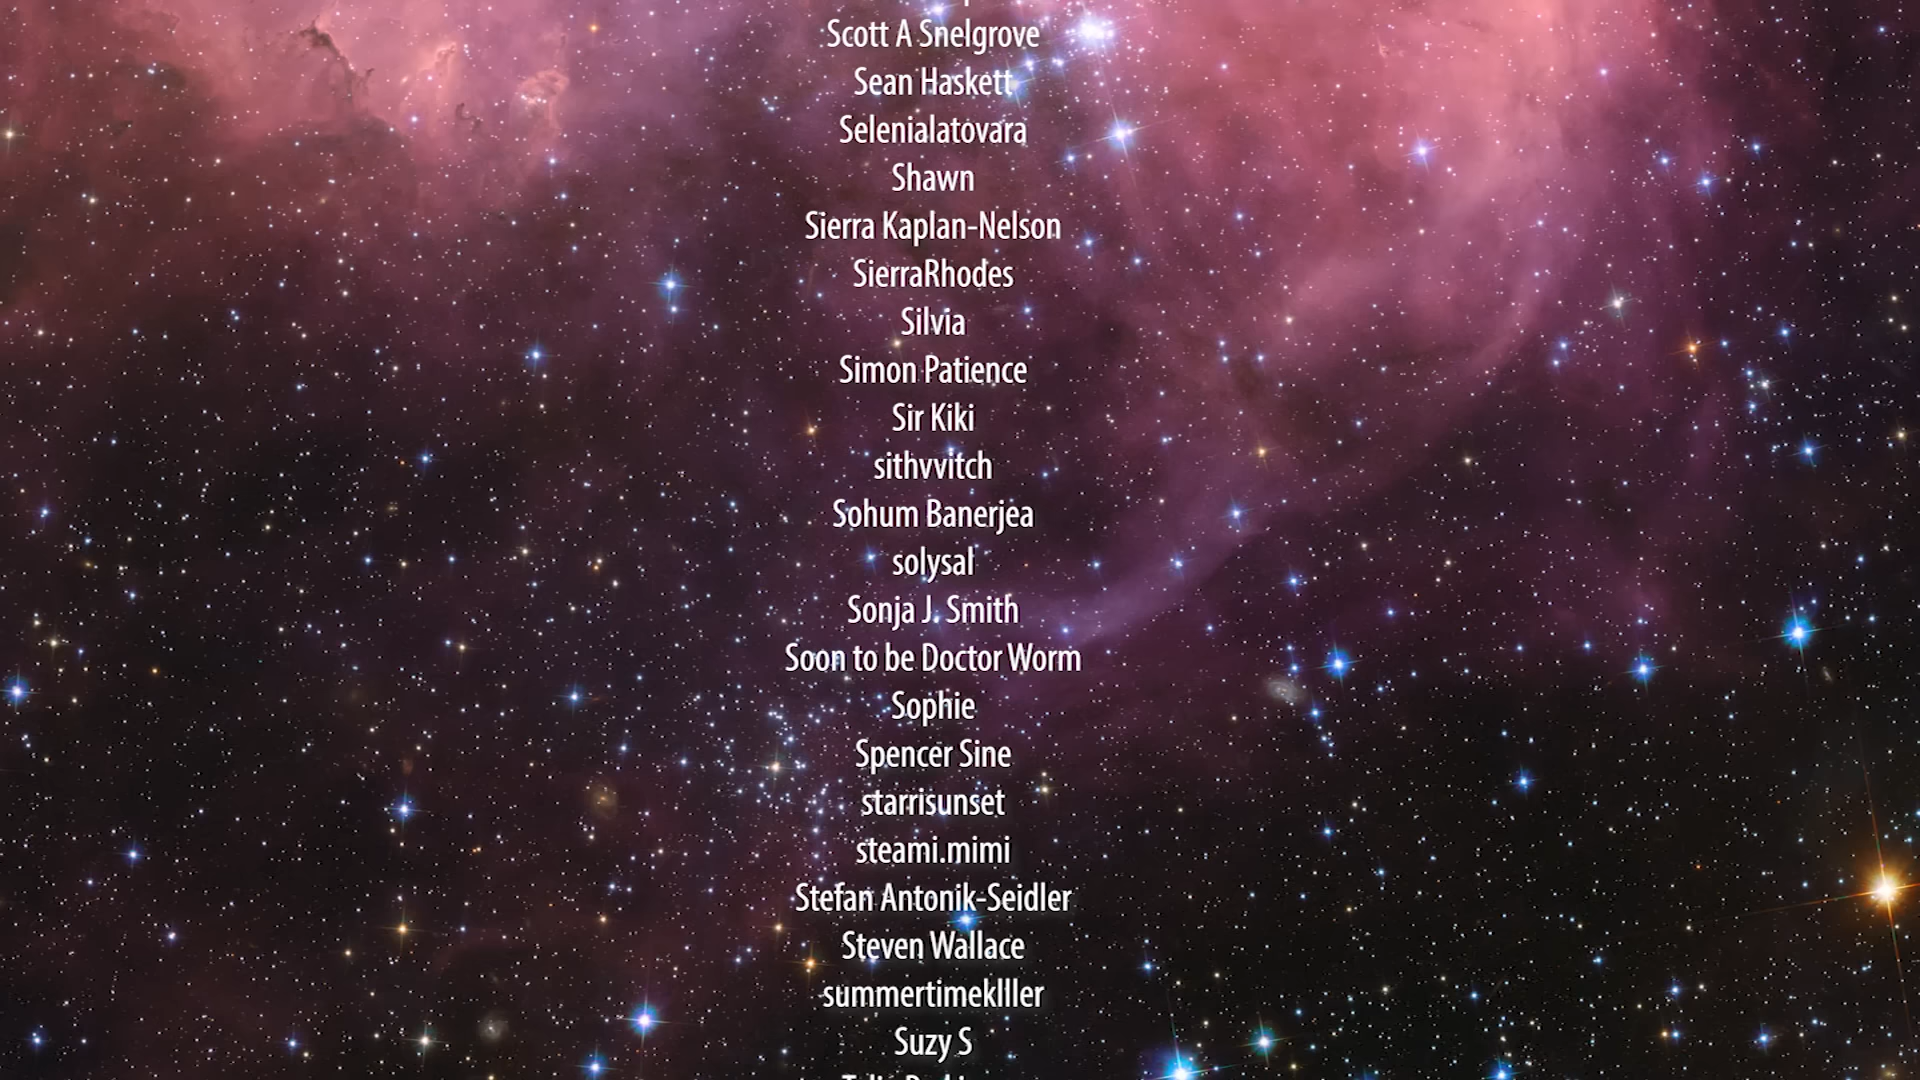 Scott A Snelgrove
Sean Haskett
Selenialatovara
Shawn
Sierra Kaplan-Nelson
SierraRhodes
Silvia
Simon Patience
Sir Kiki
sithvvitch
Sohum Banerjea
solysal
Sonja J. Smith
Soon to be Doctor Worm
Sophie
Spencer Sine
starrisunset
steami.mimi
Stefan Antonik-Seidler
Steven Wallace
summertimeklller
Suzy S